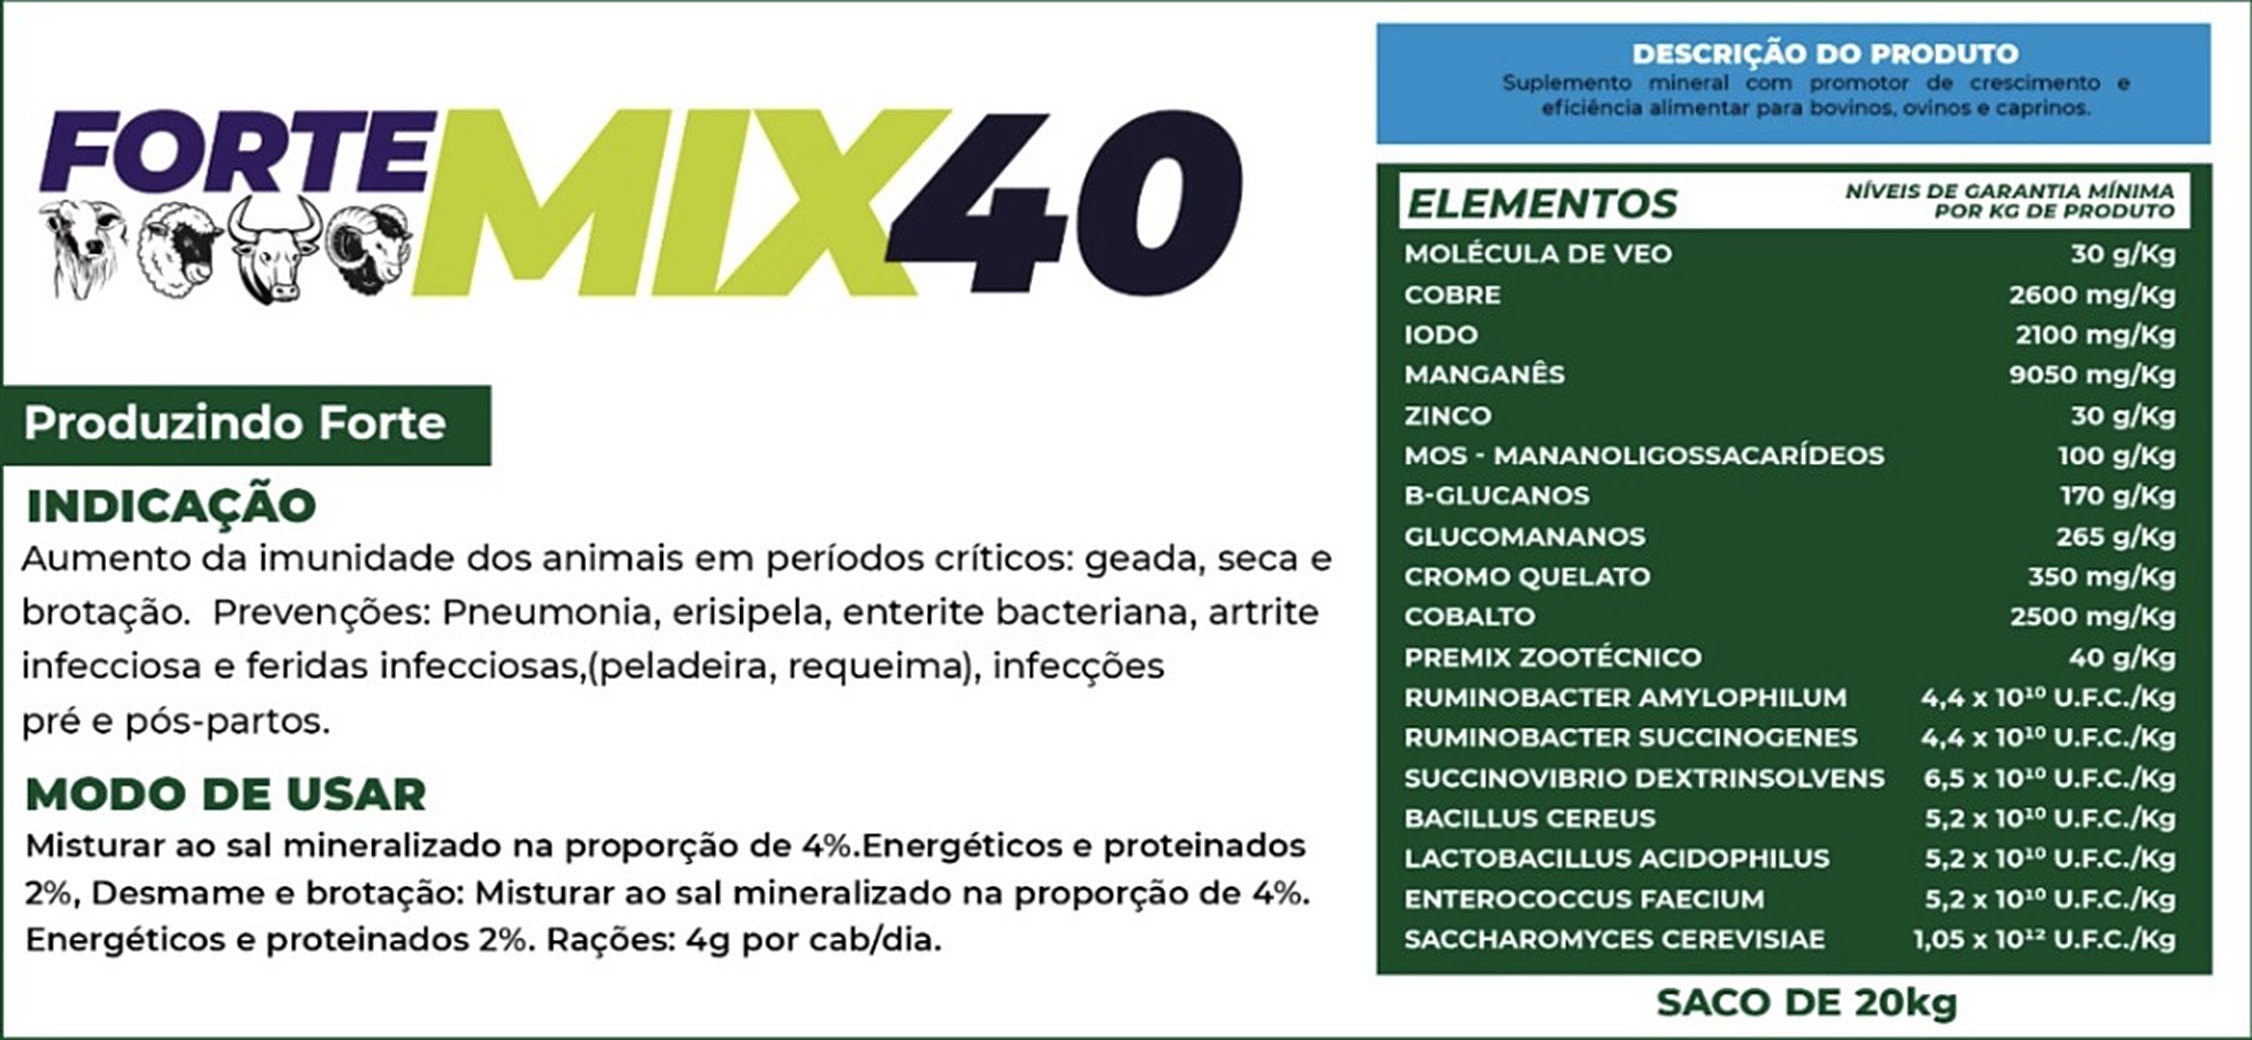 FORTEMIX40
Produzindo Forte
INDICAÇÃO
Aumento da imunidade dos animais em períodos críticos: geada, seca e
brotação. Prevenções: Pneumonia, erisipela, enterite bacteriana, artrite
infecciosa e feridas infecciosas,(peladeira, requeima), infecções
pré e pós-partos.
MODO DE USAR
Misturar ao sal mineralizado na proporção de 4%.Energéticos e proteinados
2%, Desmame e brotação: Misturar ao sal mineralizado na proporção de 4%.
Energéticos e proteinados 2%. Rações: 4g por cab/dia.
DESCRIÇÃO DO PRODUTO
Suplemento mineral com promotor de crescimento e
eficiência alimentar para bovinos, ovinos e caprinos.
ELEMENTOS
NÍVEIS DE GARANTIA MÍNIMA
POR KG DE PRODUTO
MOLÉCULA DE VEO 30 g/Kg
COBRE 2600 mg/Kg
IODO 2100 mg/Kg
MANGANÊS 9050 mg/Kg
ZINCO 30 g/Kg
MOS - MANANOLIGOSSACARÍDEOS 100 g/Kg
B-GLUCANOS 170 g/Kg
GLUCOMANANOS 265 g/Kg
CROMO QUELATO 350 mg/Kg
COBALTO 2500 mg/Kg
PREMIX ZOOTÉCNICO 40 g/Kg
RUMINOBACTER AMYLOPHILUM 4,4 x 10¹⁰ U.F.C./Kg
RUMINOBACTER SUCCINOGENES 4,4 x 10¹⁰ U.F.C./Kg
SUCCINOVIBRIO DEXTRINSOLVENS 6,5 x 10¹⁰ U.F.C./Kg
BACILLUS CEREUS 5,2 x 10¹⁰ U.F.C./Kg
LACTOBACILLUS ACIDOPHILUS 5,2 x 10¹⁰ U.F.C./Kg
ENTEROCOCCUS FAECIUM 5,2 x 10¹⁰ U.F.C./Kg
SACCHAROMYCES CEREVISIAE 1,05 x 10¹² U.F.C./Kg
SACO DE 20kg